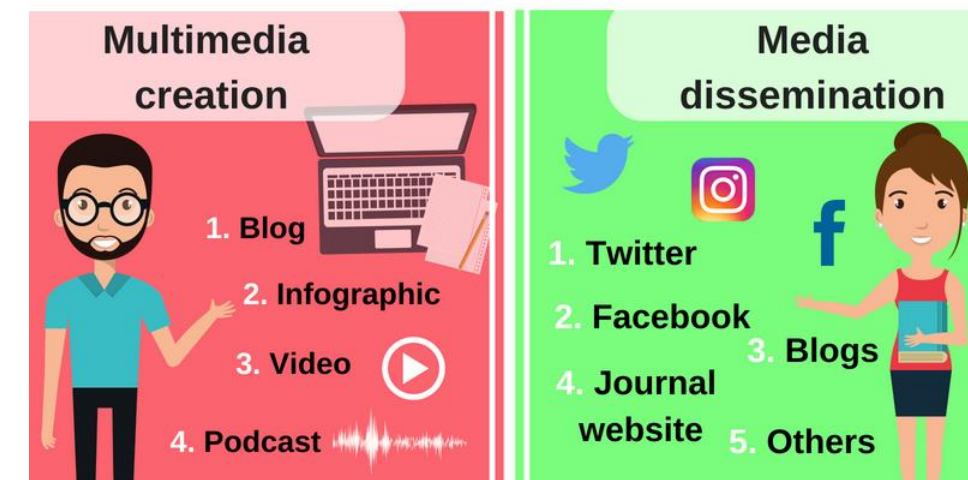 Multimedia
creation
1. Blog
2. Infographic
3. Video
4. Podcast
Media
dissemination
1. Twitter
2. Facebook
3. Blogs
4. Journal
website
5. Others